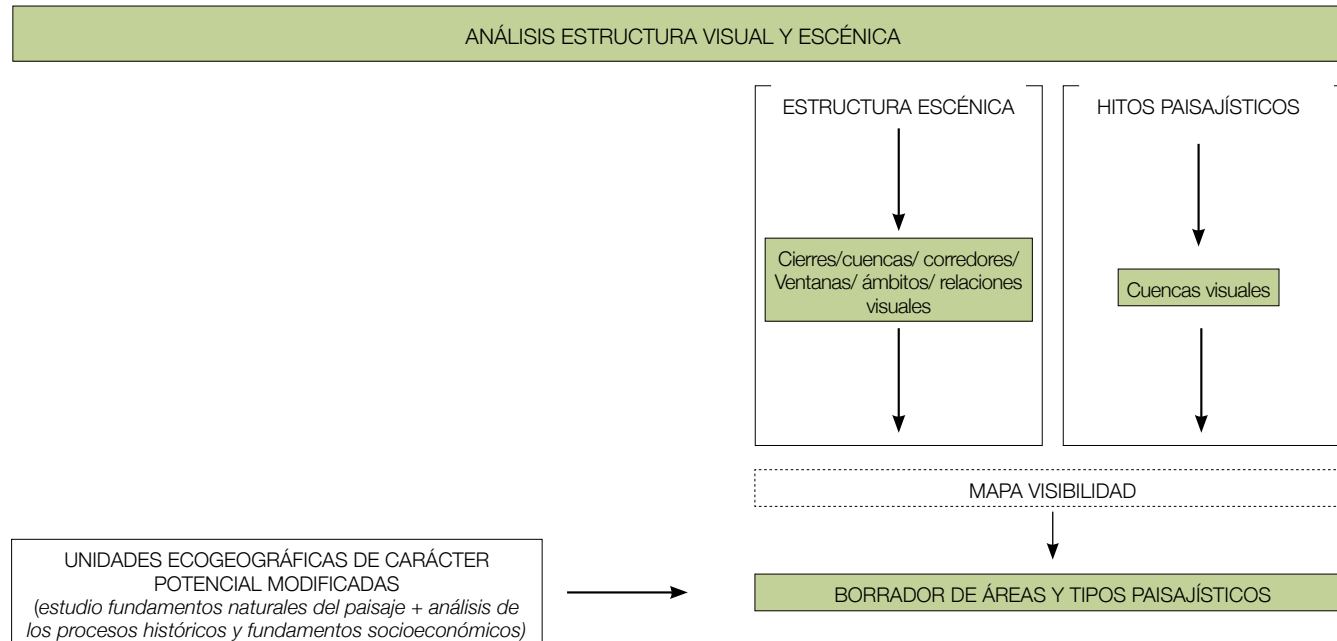 ANÁLISIS ESTRUCTURA VISUAL Y ESCÉNICA
ESTRUCTURA ESCÉNICA
Cierres/cuencas/ corredores/
Ventanas/ ámbitos/ relaciones
visuales
HITOS PAISAJÍSTICOS
Cuencas visuales
MAPA VISIBILIDAD
UNIDADES ECOGEOGRÁFICAS DE CARÁCTER
POTENCIAL MODIFICADAS
(estudio fundamentos naturales del paisaje + análisis de
los procesos históricos y fundamentos socioeconómicos)
BORRADOR DE ÁREAS Y TIPOS PAISAJÍSTICOS